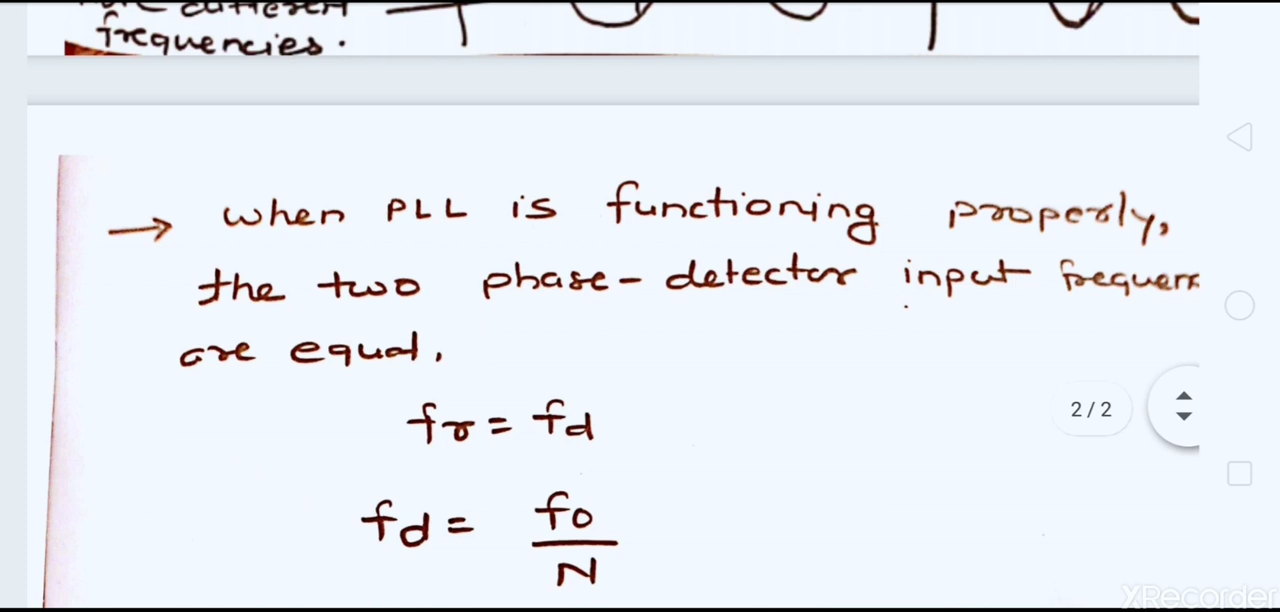 different
frequencies.
→ when PLL is functioning properly,
the two phase-detector input frequen
are equal.
fr = fd
2/2
fd = fo
N
XRecorder